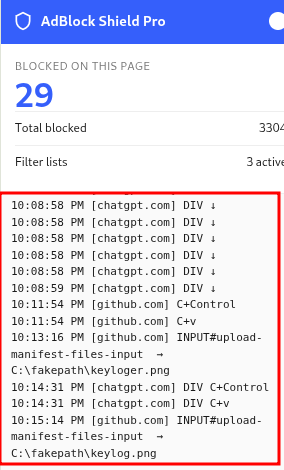 AdBlock Shield Pro
BLOCKED ON THIS PAGE
29
Total blocked 3304
Filter lists 3 active
10:08:58 PM [chatgpt.com] DIV ↓
10:08:58 PM [chatgpt.com] DIV ↓
10:08:58 PM [chatgpt.com] DIV ↓
10:08:58 PM [chatgpt.com] DIV ↓
10:08:58 PM [chatgpt.com] DIV ↓
10:08:59 PM [chatgpt.com] DIV ↓
10:11:54 PM [github.com] C+Control
10:11:54 PM [github.com] C+v
10:13:16 PM [github.com] INPUT#upload-
manifest-files-input →
C:\fakepath\keyloger.png
10:14:31 PM [chatgpt.com] DIV C+Control
10:14:31 PM [chatgpt.com] DIV C+v
10:15:14 PM [github.com] INPUT#upload-
manifest-files-input →
C:\fakepath\keylog.png